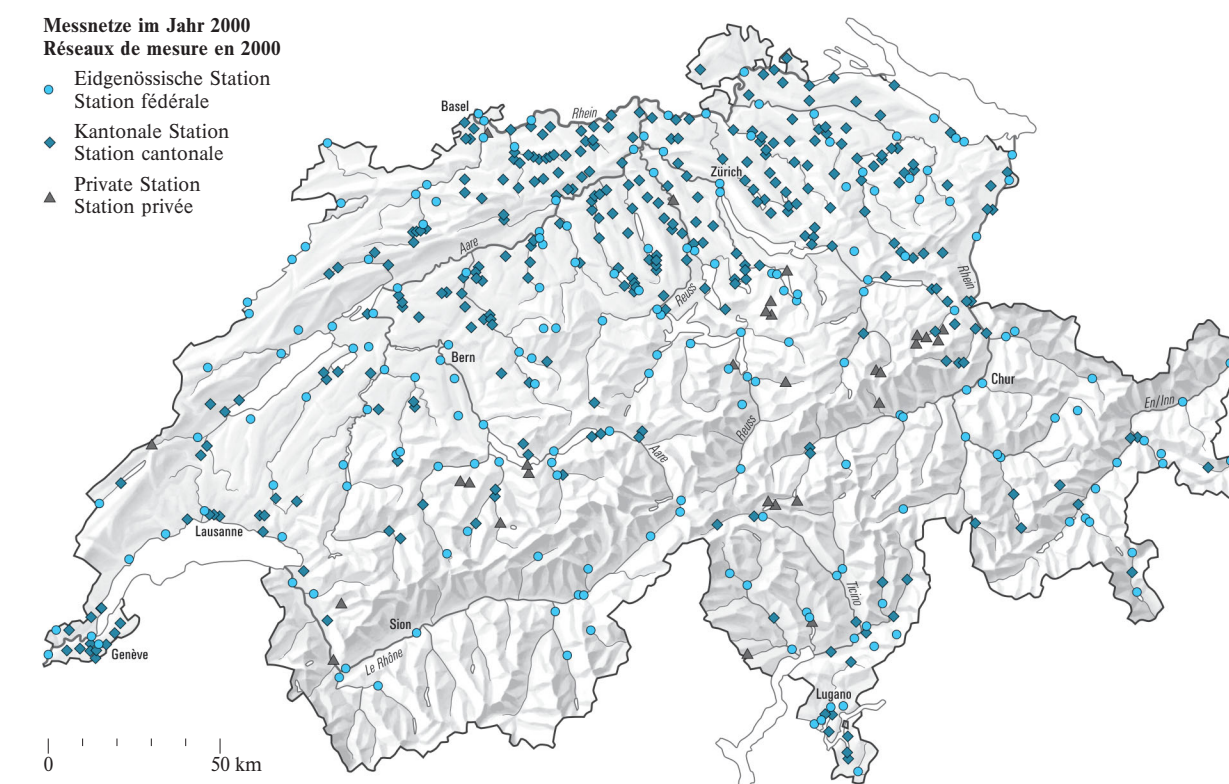 Messnetze im Jahr 2000
Réseaux de mesure en 2000
Eidgenössische Station
Station fédérale
Kantonale Station
Station cantonale
Private Station
Station privée
Basel
Rhein
Zürich
Aare
Rhein
Reuss
Bern
Chur
En/Inn
Reuss
Aare
Lausanne
Ticino
Sion
Genève
Le Rhône
Lugano
0 50 km